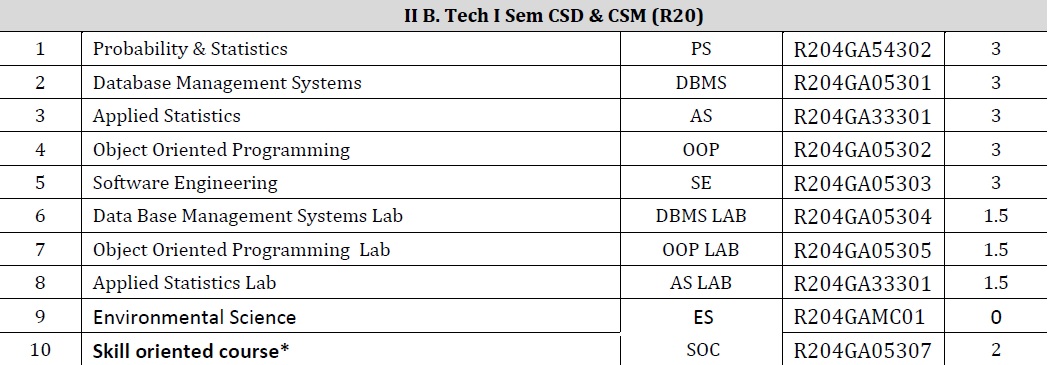 II B. Tech I Sem CSD & CSM (R20)
1 Probability & Statistics PS R204GA54302 3
2 Database Management Systems DBMS R204GA05301 3
3 Applied Statistics AS R204GA33301 3
4 Object Oriented Programming OOP R204GA05302 3
5 Software Engineering SE R204GA05303 3
6 Data Base Management Systems Lab DBMS LAB R204GA05304 1.5
7 Object Oriented Programming Lab OOP LAB R204GA05305 1.5
8 Applied Statistics Lab AS LAB R204GA33301 1.5
9 Environmental Science ES R204GAMC01 0
10 Skill oriented course* SOC R204GA05307 2